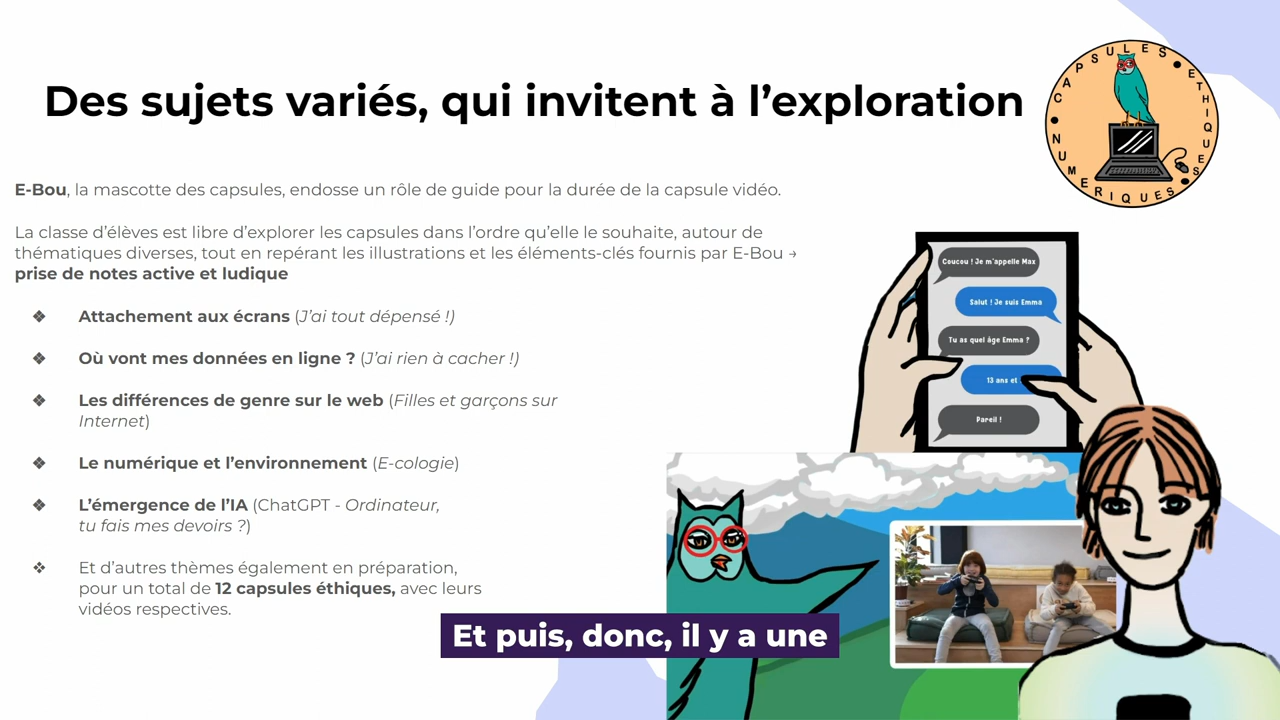 Des sujets variés, qui invitent à l’exploration
CAPSULES ETHIQUES NUMERIQUES
E-Bou, la mascotte des capsules, endosse un rôle de guide pour la durée de la capsule vidéo.
La classe d’élèves est libre d’explorer les capsules dans l’ordre qu’elle le souhaite, autour de
thématiques diverses, tout en repérant les illustrations et les éléments-clés fournis par E-Bou →
prise de notes active et ludique
❖ Attachement aux écrans (J’ai tout dépensé !)
❖ Où vont mes données en ligne ? (J’ai rien à cacher !)
❖ Les différences de genre sur le web (Filles et garçons sur
Internet)
❖ Le numérique et l’environnement (E-cologie)
❖ L’émergence de l’IA (ChatGPT - Ordinateur,
tu fais mes devoirs ?)
❖ Et d’autres thèmes également en préparation,
pour un total de 12 capsules éthiques, avec leurs
vidéos respectives.
Coucou ! Je m’appelle Max
Salut ! Je suis Emma
Tu as quel âge Emma ?
13 ans et
Pareil !
Et puis, donc, il y a une